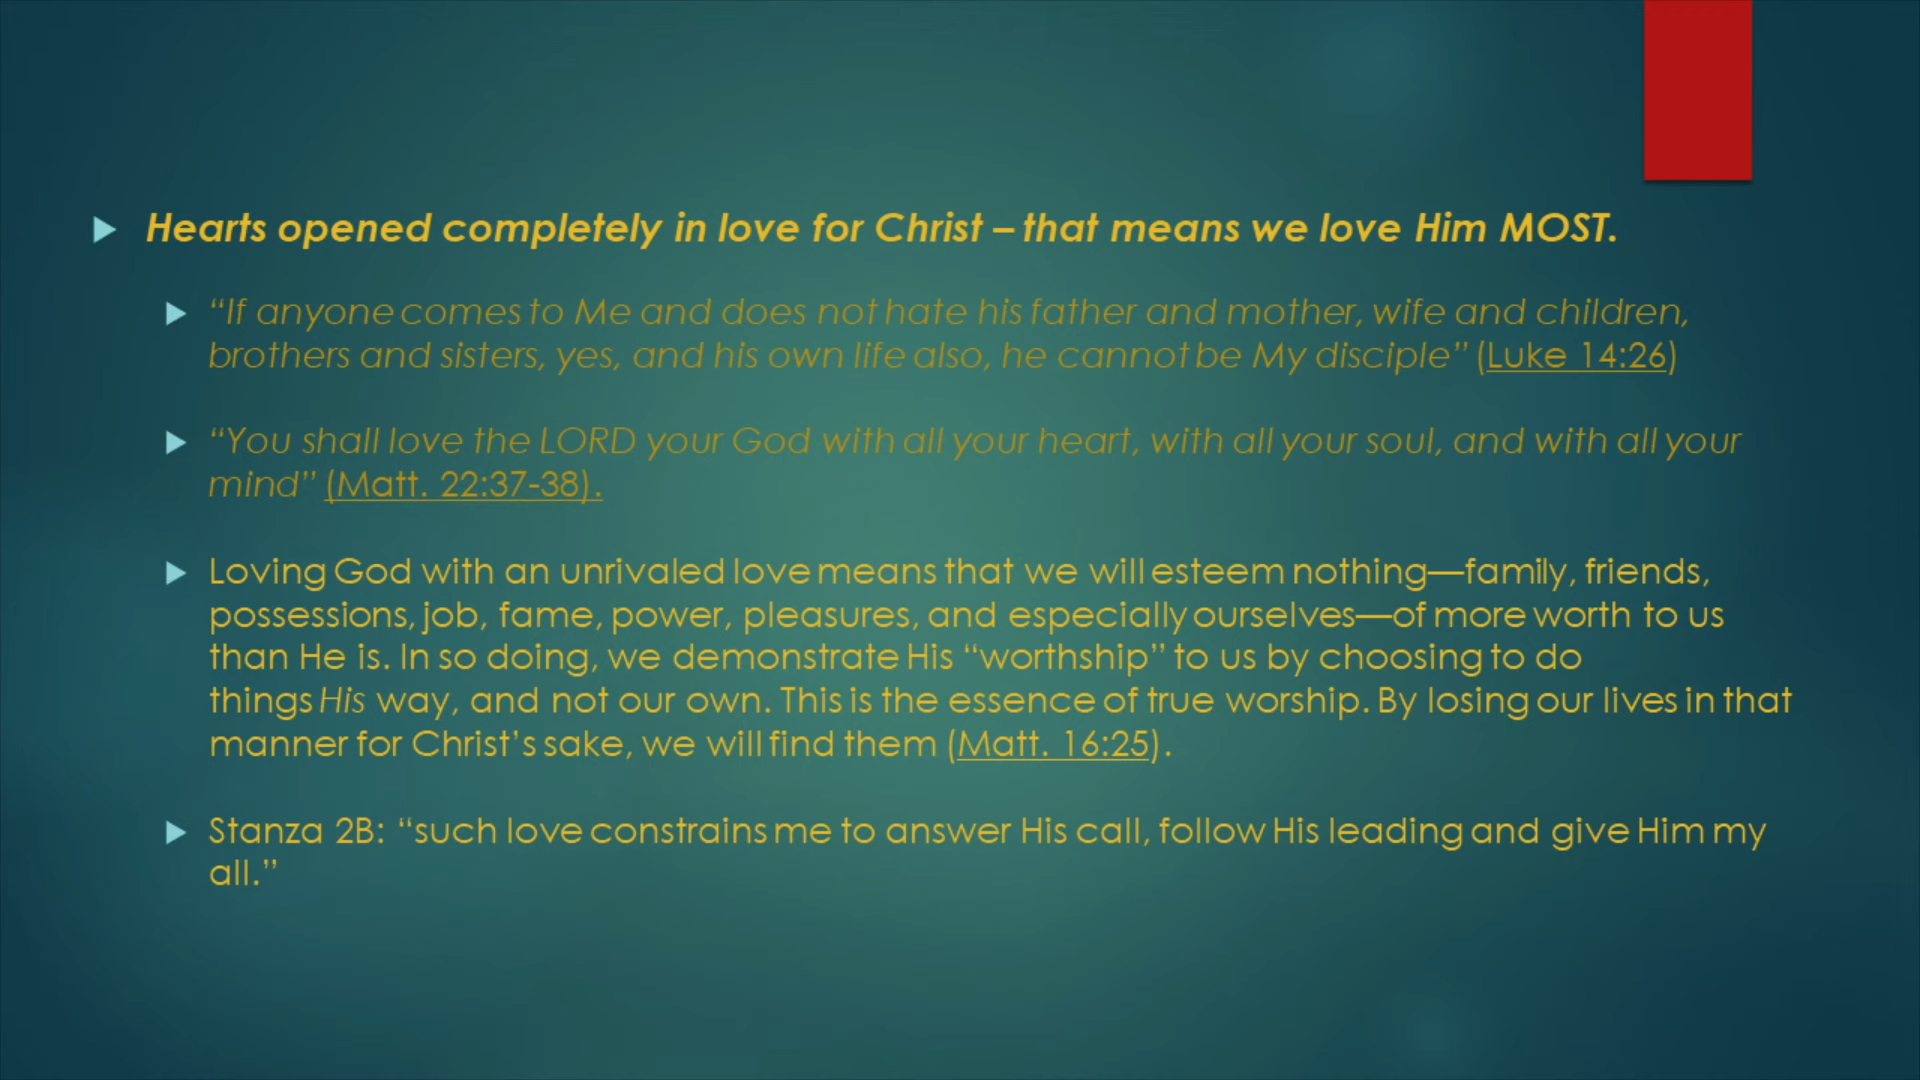 Hearts opened completely in love for Christ – that means we love Him MOST.
“If anyone comes to Me and does not hate his father and mother, wife and children,
brothers and sisters, yes, and his own life also, he cannot be My disciple” (Luke 14:26)
“You shall love the LORD your God with all your heart, with all your soul, and with all your
mind” (Matt. 22:37-38).
Loving God with an unrivaled love means that we will esteem nothing—family, friends,
possessions, job, fame, power, pleasures, and especially ourselves—of more worth to us
than He is. In so doing, we demonstrate His “worthship” to us by choosing to do
things His way, and not our own. This is the essence of true worship. By losing our lives in that
manner for Christ’s sake, we will find them (Matt. 16:25).
Stanza 2B: “such love constrains me to answer His call, follow His leading and give Him my
all.”